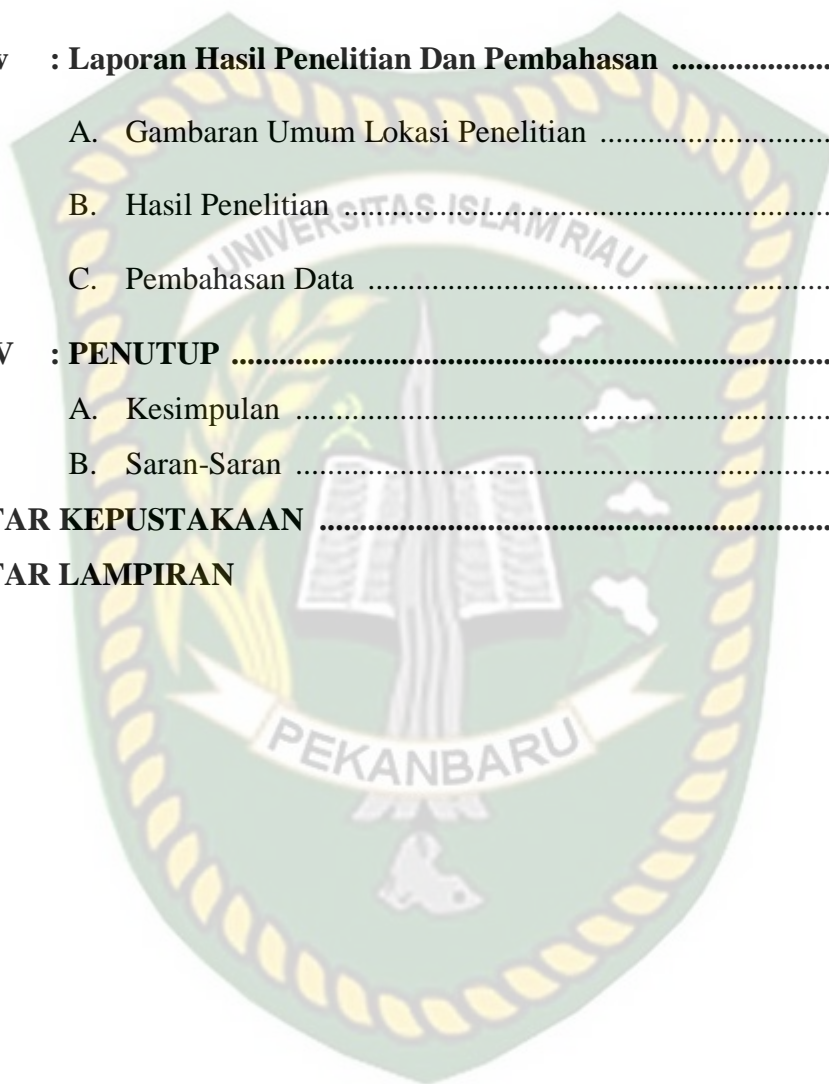 v : Laporan Hasil Penelitian Dan Pembahasan ....................
A. Gambaran Umum Lokasi Penelitian ..............................
B. Hasil Penelitian ................................................................
UNIVERSITAS ISLAM RIAU
C. Pembahasan Data .............................................................
V : PENUTUP ...........................................................................
A. Kesimpulan .......................................................................
B. Saran-Saran .......................................................................
TAR KEPUSTAKAAN ................................................................
TAR LAMPIRAN
PEKANBARU